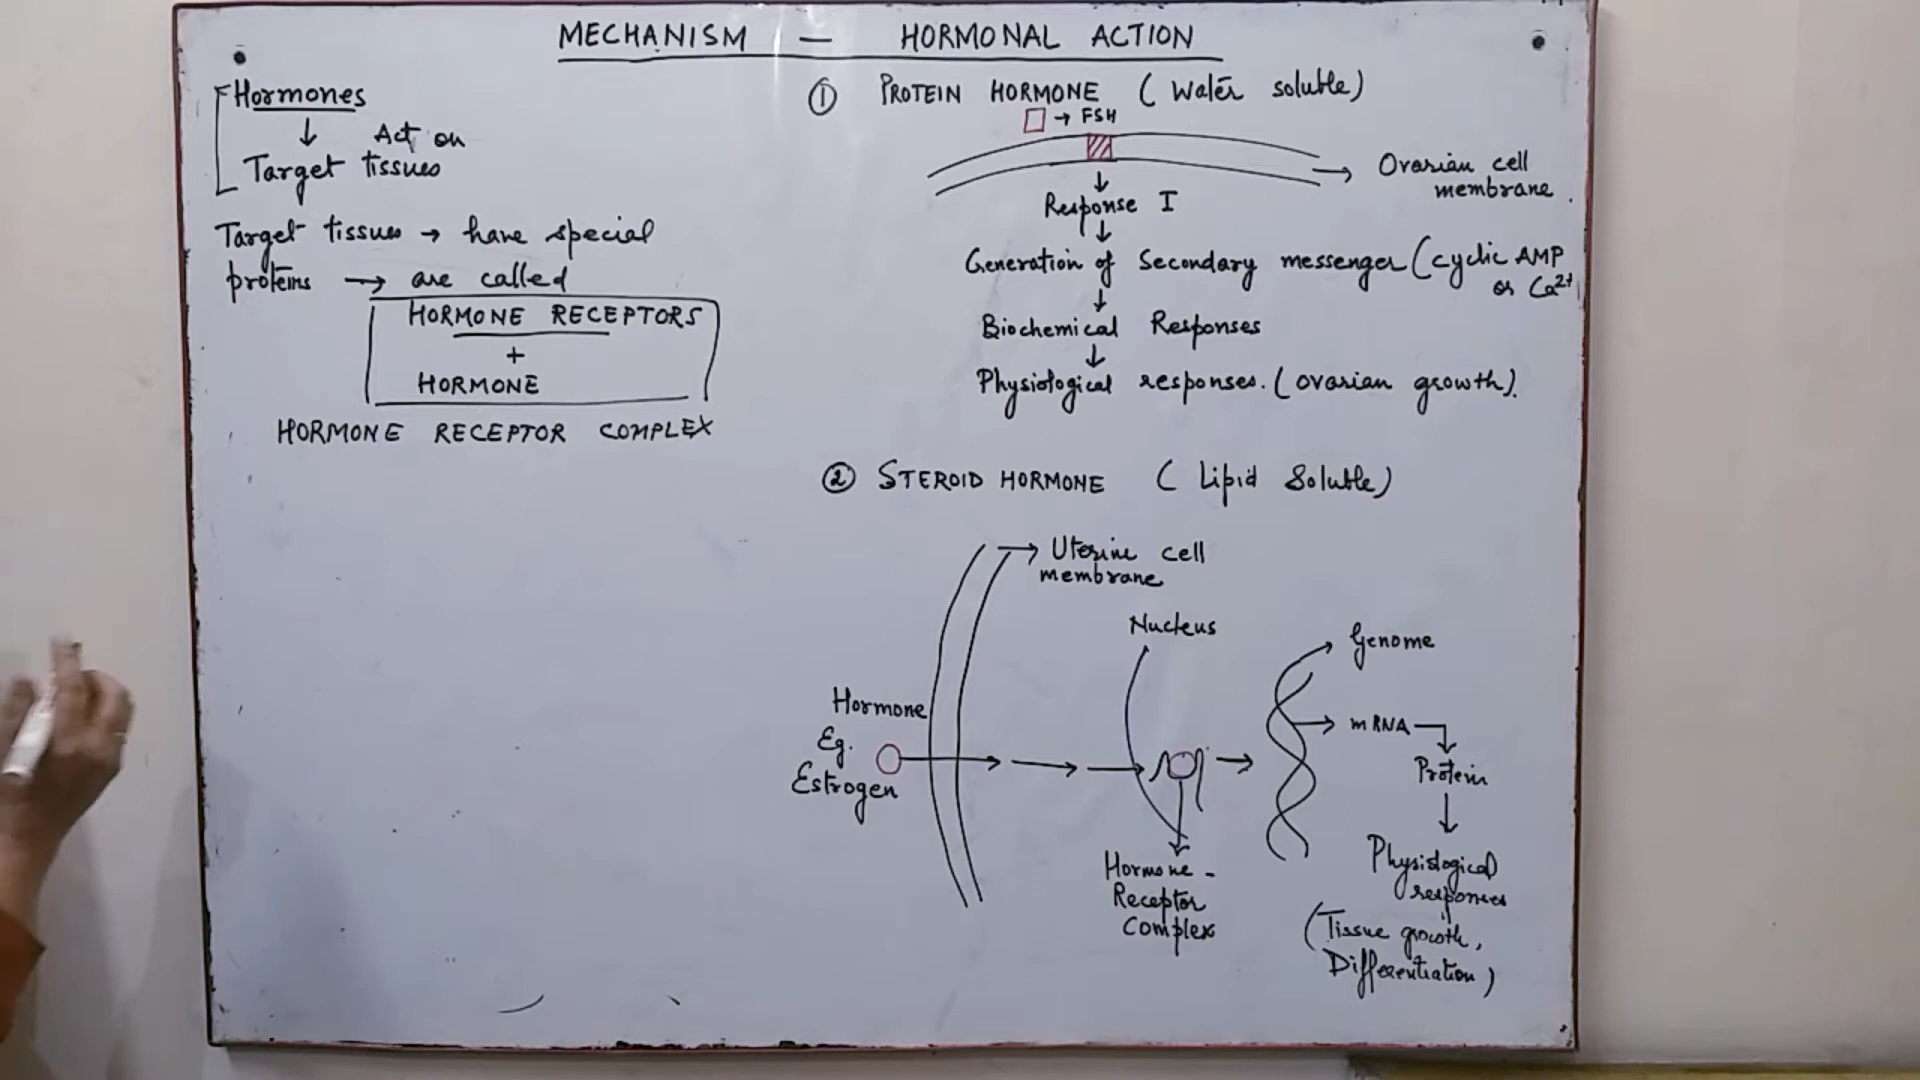 MECHANISM — HORMONAL ACTION
Hormones
↓ Act on
Target tissues
Target tissues → have special
proteins → are called
HORMONE RECEPTORS
+
HORMONE
HORMONE RECEPTOR COMPLEX
① PROTEIN HORMONE (Water soluble)
→ FSH
→ Ovarian cell
membrane.
↓
Response I
↓
Generation of Secondary messenger (cyclic AMP
or Ca²⁺
↓
Biochemical Responses
↓
Physiological responses. (ovarian growth).
② STEROID HORMONE (Lipid Soluble)
→ Uterine cell
membrane
Hormone
Eg.
Estrogen
Nucleus
Hormone -
Receptor
Complex
Genome
mRNA
Protein
↓
Physiological
responses
(Tissue growth,
Differentiation)